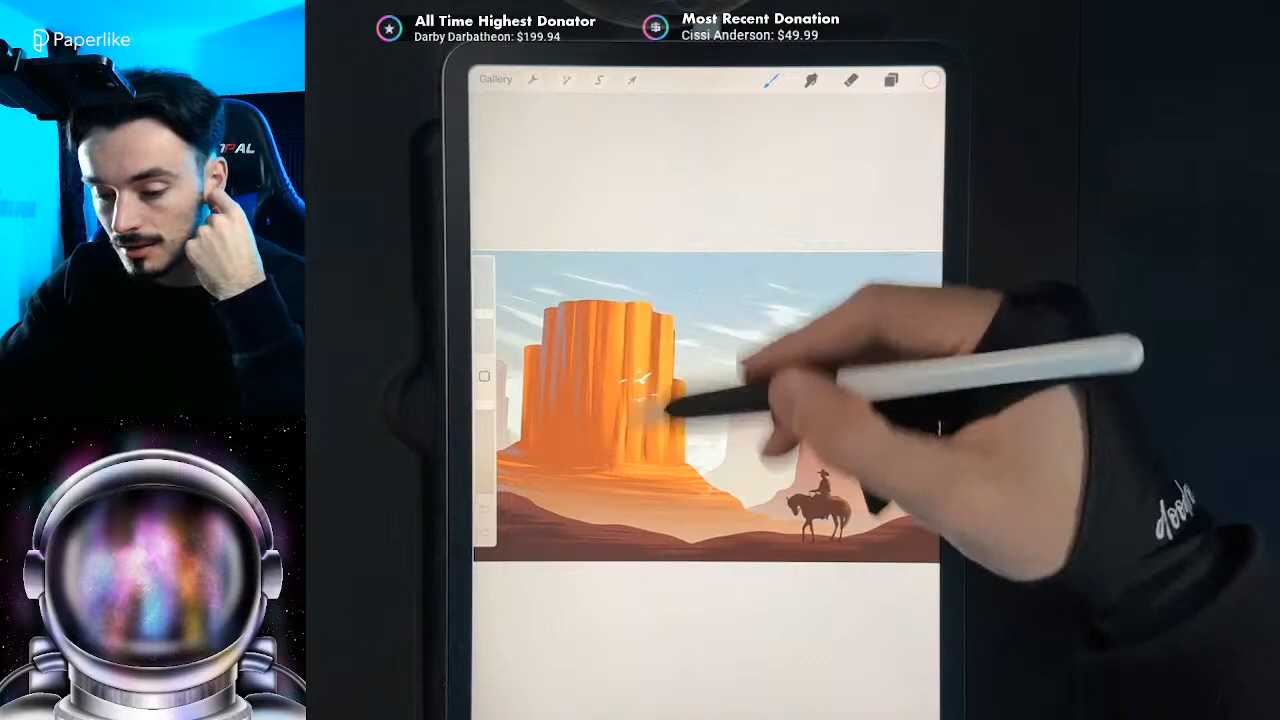 Paperlike
All Time Highest Donator
Darby Darbatheon: $199.94
Most Recent Donation
Cissi Anderson: $49.99
Gallery